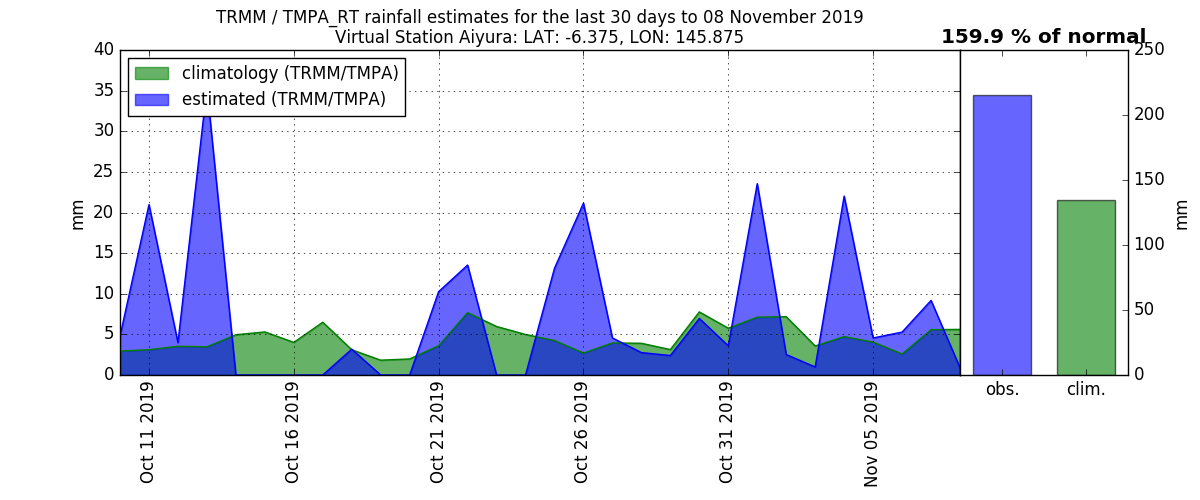 TRMM / TMPA_RT rainfall estimates for the last 30 days to 08 November 2019
Virtual Station Aiyura: LAT: -6.375, LON: 145.875
159.9 % of normal
climatology (TRMM/TMPA)
estimated (TRMM/TMPA)
40
35
30
25
20
15
10
5
0
mm
Oct 11 2019
Oct 16 2019
Oct 21 2019
Oct 26 2019
Oct 31 2019
Nov 05 2019
250
200
150
100
50
0
mm
obs.
clim.